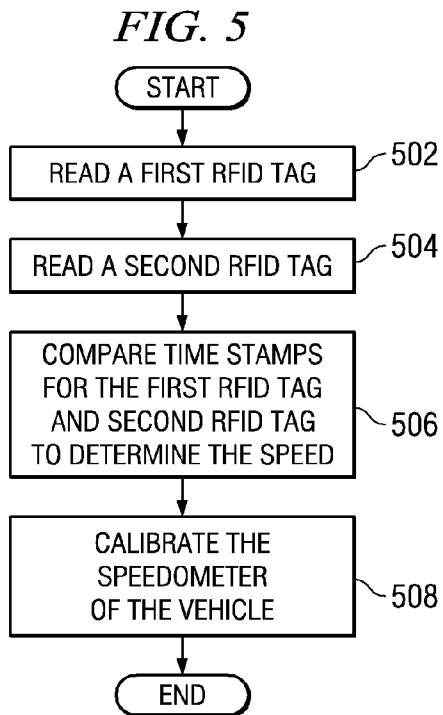 FIG. 5
START
READ A FIRST RFID TAG
502
READ A SECOND RFID TAG
504
COMPARE TIME STAMPS
FOR THE FIRST RFID TAG
AND SECOND RFID TAG
TO DETERMINE THE SPEED
506
CALIBRATE THE
SPEEDOMETER
OF THE VEHICLE
508
END